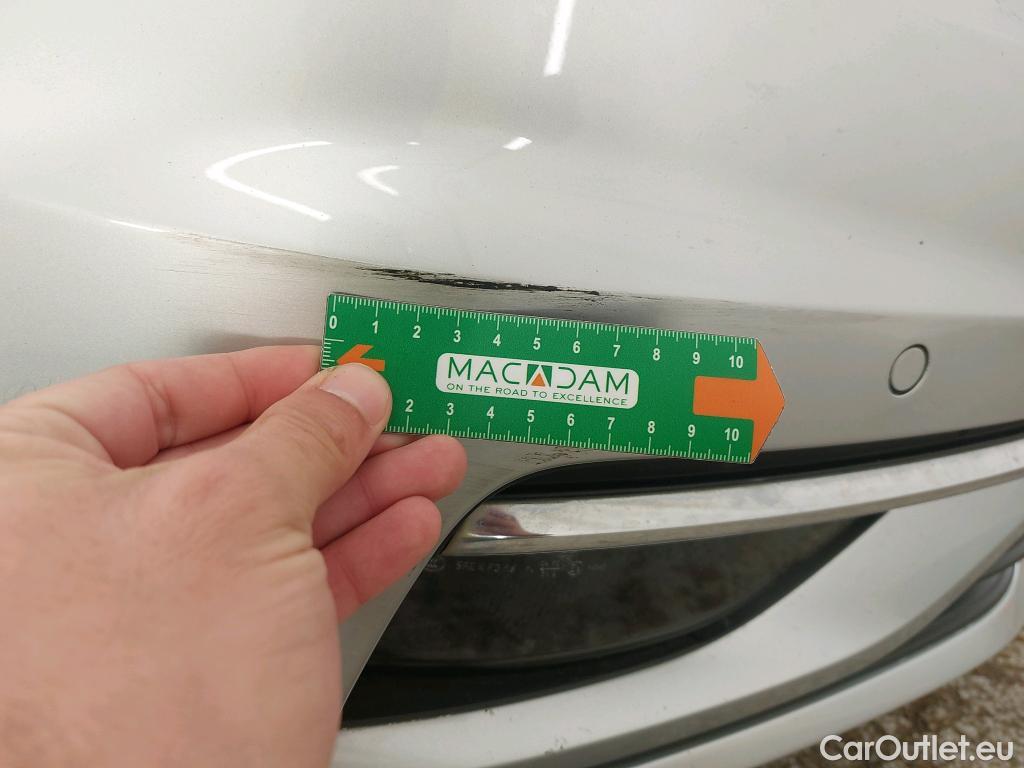 0 1 2 3 4 5 6 7 8 9 10
MACADAM
ON THE ROAD TO EXCELLENCE
2 3 4 5 6 7 8 9 10
CarOutlet.eu